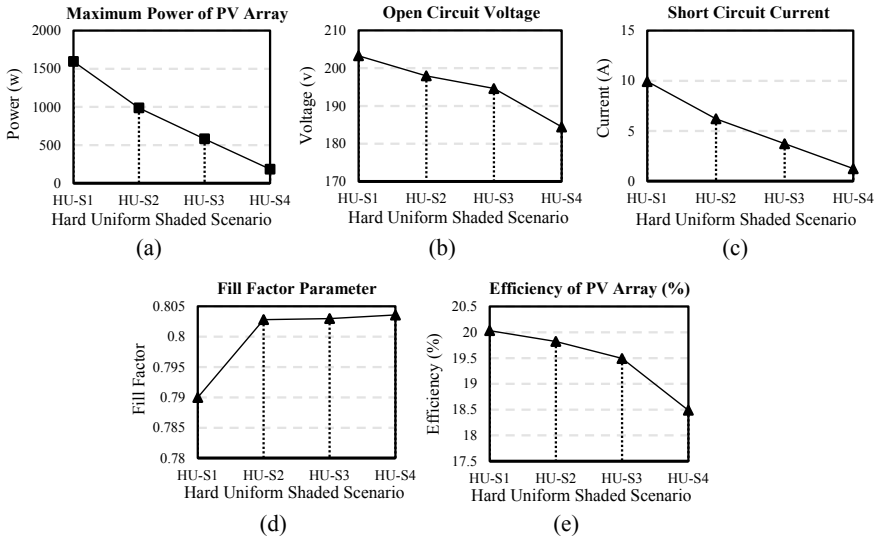 Maximum Power of PV Array
2000
1500
1000
500
0
Power (w)
HU-S1 HU-S2 HU-S3 HU-S4
Hard Uniform Shaded Scenario
(a)
Open Circuit Voltage
210
200
190
180
170
Voltage (v)
HU-S1 HU-S2 HU-S3 HU-S4
Hard Uniform Shaded Scenario
(b)
Short Circuit Current
15
10
5
0
Current (A)
HU-S1 HU-S2 HU-S3 HU-S4
Hard Uniform Shaded Scenario
(c)
Fill Factor Parameter
0.805
0.8
0.795
0.79
0.785
0.78
Fill Factor
HU-S1 HU-S2 HU-S3 HU-S4
Hard Uniform Shaded Scenario
(d)
Efficiency of PV Array (%)
20.5
20
19.5
19
18.5
18
17.5
Efficiency (%)
HU-S1 HU-S2 HU-S3 HU-S4
Hard Uniform Shaded Scenario
(e)